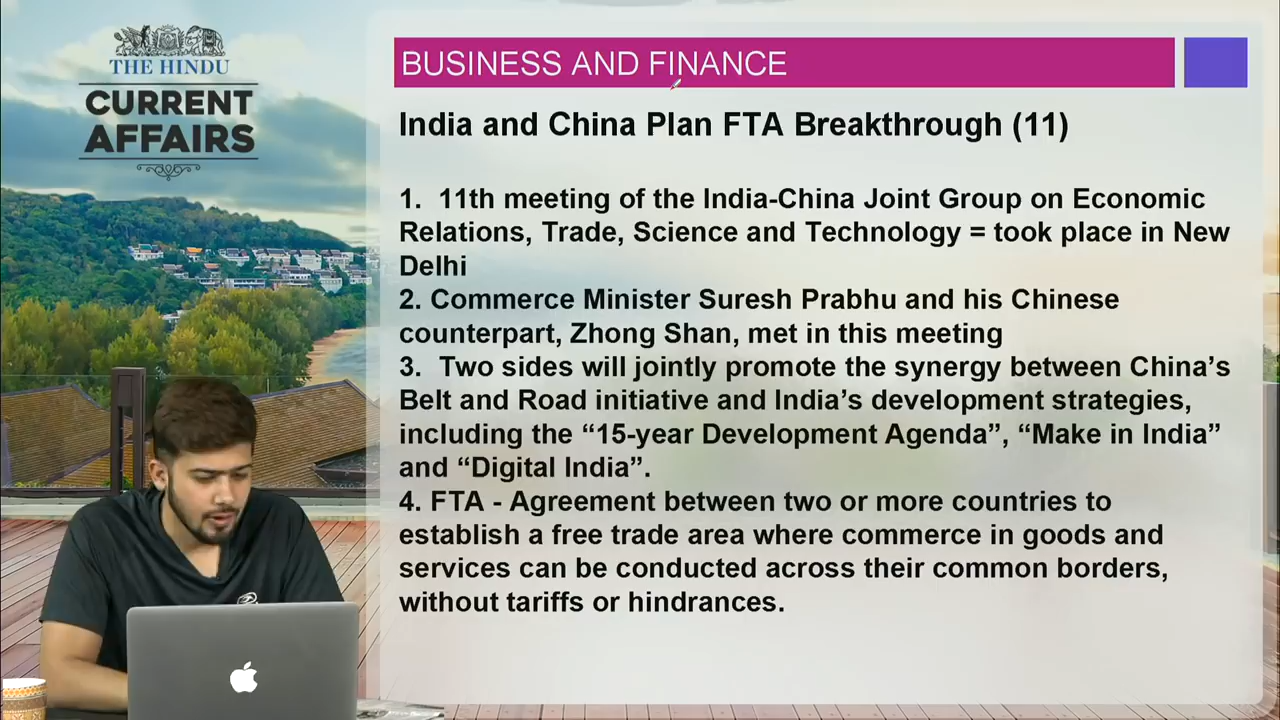 THE HINDU
CURRENT
AFFAIRS
BUSINESS AND FINANCE
India and China Plan FTA Breakthrough (11)
1. 11th meeting of the India-China Joint Group on Economic
Relations, Trade, Science and Technology = took place in New
Delhi
2. Commerce Minister Suresh Prabhu and his Chinese
counterpart, Zhong Shan, met in this meeting
3. Two sides will jointly promote the synergy between China’s
Belt and Road initiative and India’s development strategies,
including the “15-year Development Agenda”, “Make in India”
and “Digital India”.
4. FTA - Agreement between two or more countries to
establish a free trade area where commerce in goods and
services can be conducted across their common borders,
without tariffs or hindrances.